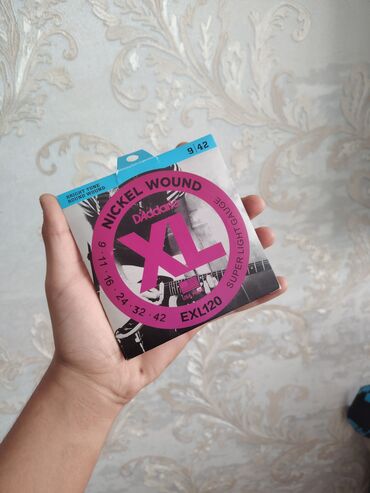 BRIGHT TONE
ROUND WOUND
9/42
NICKEL WOUND
D'Addario
XL
9 · 11 · 16 · 24 · 32 · 42
SUPER LIGHT GAUGE
EXL120